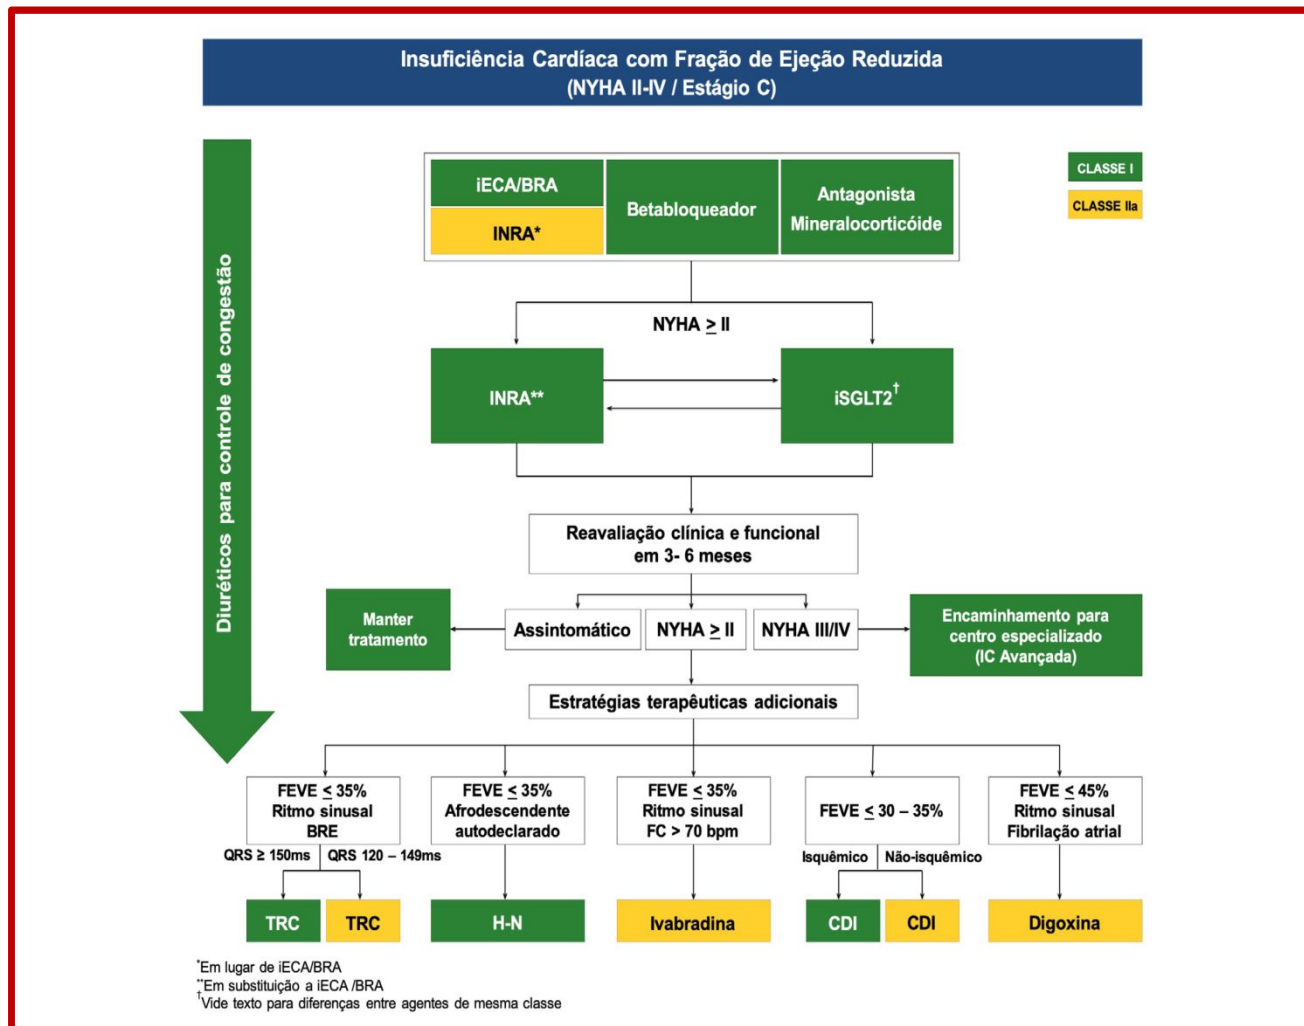 Insuficiência Cardíaca com Fração de Ejeção Reduzida
(NYHA II-IV / Estágio C)
Diuréticos para controle de congestão
CLASSE I
CLASSE IIa
iECA/BRA
INRA*
Betabloqueador
Antagonista
Mineralocorticóide
NYHA ≥ II
INRA**
iSGLT2†
Reavaliação clínica e funcional
em 3- 6 meses
Manter
tratamento
Assintomático
NYHA ≥ II
NYHA III/IV
Encaminhamento para
centro especializado
(IC Avançada)
Estratégias terapêuticas adicionais
FEVE ≤ 35%
Ritmo sinusal
BRE
QRS ≥ 150ms
QRS 120 – 149ms
TRC
TRC
FEVE ≤ 35%
Afrodescendente
autodeclarado
H-N
FEVE ≤ 35%
Ritmo sinusal
FC > 70 bpm
Ivabradina
FEVE ≤ 30 – 35%
Isquêmico
Não-isquêmico
CDI
CDI
FEVE ≤ 45%
Ritmo sinusal
Fibrilação atrial
Digoxina
*Em lugar de iECA/BRA
**Em substituição a iECA /BRA
†Vide texto para diferenças entre agentes de mesma classe